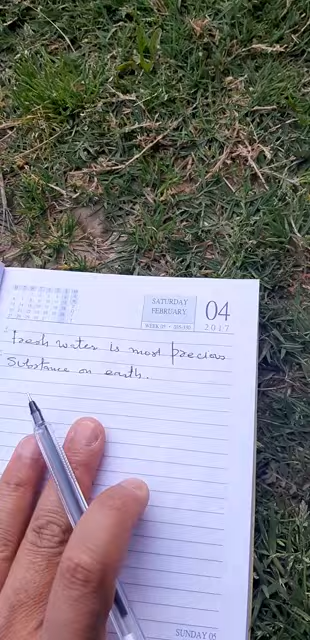 SATURDAY
FEBRUARY
04
2017
fresh water is most precious
substance on earth.
SUNDAY 05